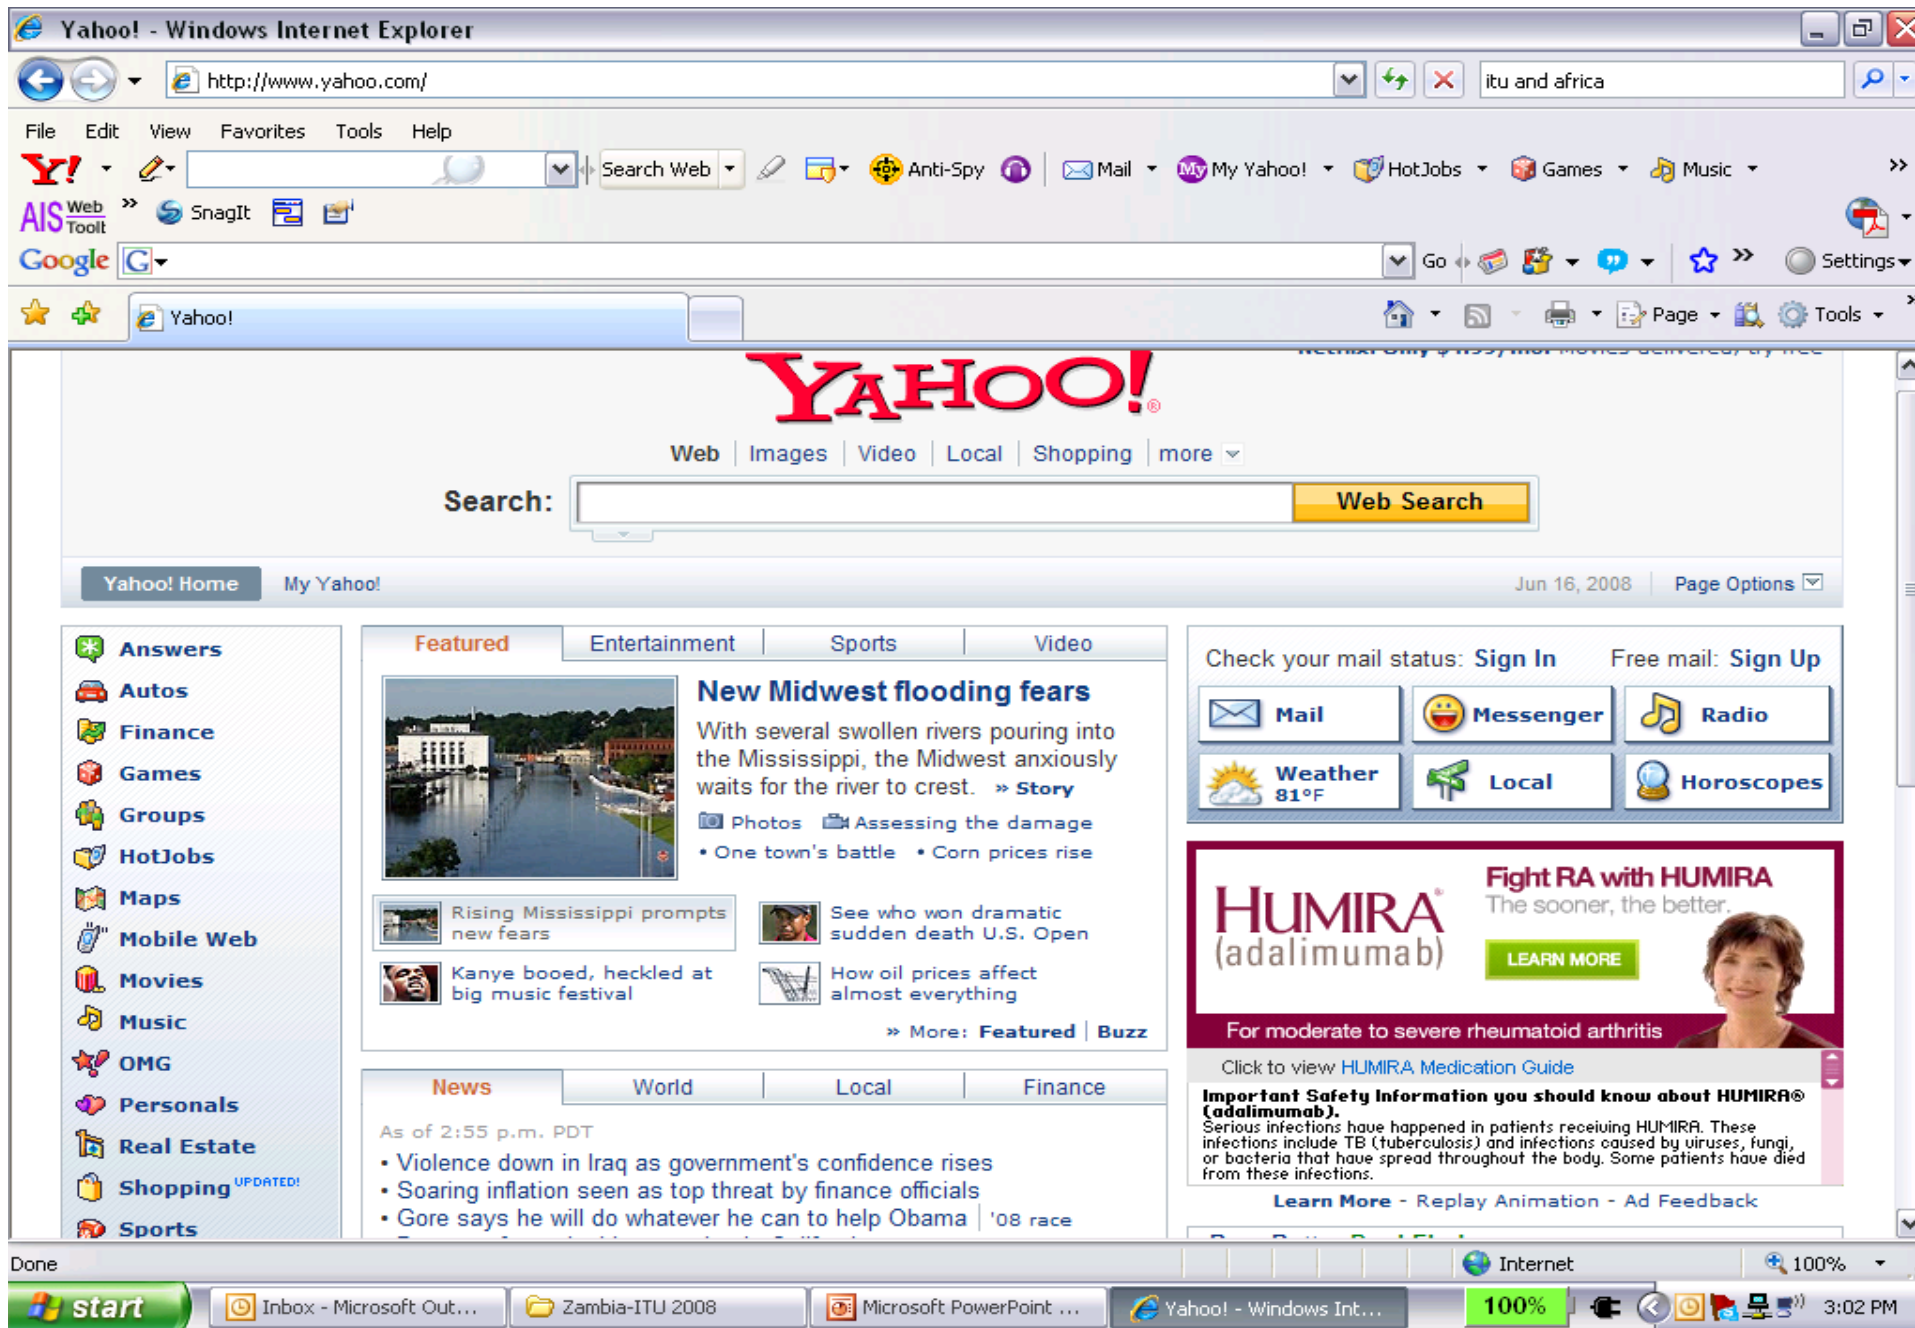 Yahoo! - Windows Internet Explorer
http://www.yahoo.com/
itu and africa
File Edit View Favorites Tools Help
Y! Search Web Anti-Spy Mail My My Yahoo! HotJobs Games Music »
AIS Web Toolt » SnagIt
Google G Go » Settings
Yahoo! Page Tools »
YAHOO!®
Web | Images | Video | Local | Shopping | more
Search: Web Search
Yahoo! Home My Yahoo! Jun 16, 2008 Page Options
Answers
Autos
Finance
Games
Groups
HotJobs
Maps
Mobile Web
Movies
Music
OMG
Personals
Real Estate
Shopping UPDATED!
Sports
Featured Entertainment Sports Video
New Midwest flooding fears
With several swollen rivers pouring into
the Mississippi, the Midwest anxiously
waits for the river to crest. » Story
Photos Assessing the damage
• One town's battle • Corn prices rise
Rising Mississippi prompts
new fears
See who won dramatic
sudden death U.S. Open
Kanye booed, heckled at
big music festival
How oil prices affect
almost everything
» More: Featured | Buzz
News World Local Finance
As of 2:55 p.m. PDT
• Violence down in Iraq as government's confidence rises
• Soaring inflation seen as top threat by finance officials
• Gore says he will do whatever he can to help Obama | '08 race
Check your mail status: Sign In Free mail: Sign Up
Mail Messenger Radio
Weather
81°F
Local Horoscopes
HUMIRA®
(adalimumab)
Fight RA with HUMIRA
The sooner, the better.
LEARN MORE
For moderate to severe rheumatoid arthritis
Click to view HUMIRA Medication Guide
Important Safety Information you should know about HUMIRA®
(adalimumab).
Serious infections have happened in patients receiving HUMIRA. These
infections include TB (tuberculosis) and infections caused by viruses, fungi,
or bacteria that have spread throughout the body. Some patients have died
from these infections.
Learn More - Replay Animation - Ad Feedback
Done Internet 100%
start Inbox - Microsoft Out... Zambia-ITU 2008 Microsoft PowerPoint ... Yahoo! - Windows Int... 100% 3:02 PM